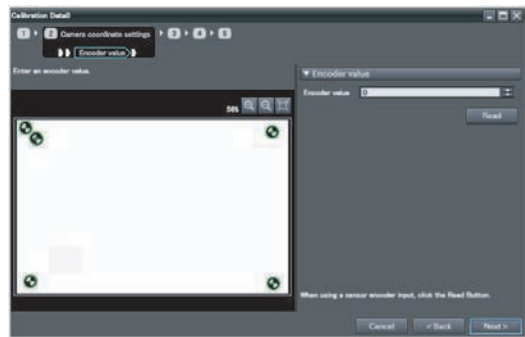 Calibration Data0
1 2 Camera coordinate settings 3 4 5
Encoder value
Enter an encoder value.
Encoder value
Encoder value 0
58%
Read
When using a sensor encoder input, click the Read Button.
Cancel < Back Next >